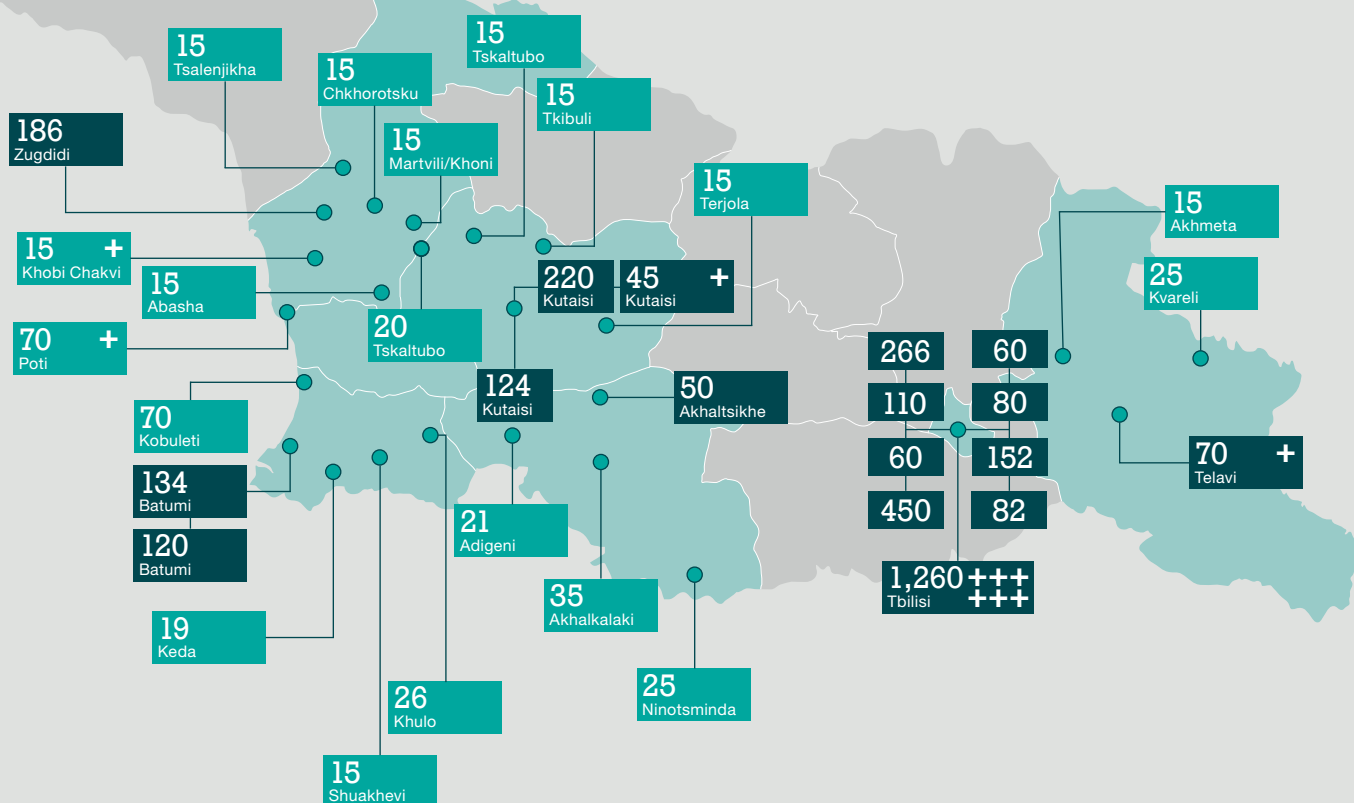 15
Tskaltubo
15
Tsalenjikha
15
Chkhorotsku
15
Tkibuli
186
Zugdidi
15
Martvili/Khoni
15
Terjola
15
Akhmeta
15 +
Khobi Chakvi
15
Abasha
220
Kutaisi
45 +
Kutaisi
25
Kvareli
70 +
Poti
20
Tskaltubo
124
Kutaisi
50
Akhaltsikhe
266
60
110
80
60
152
450
82
70
Kobuleti
70 +
Telavi
134
Batumi
120
Batumi
21
Adigeni
1,260 +++
Tbilisi +++
35
Akhalkalaki
19
Keda
25
Ninotsminda
26
Khulo
15
Shuakhevi